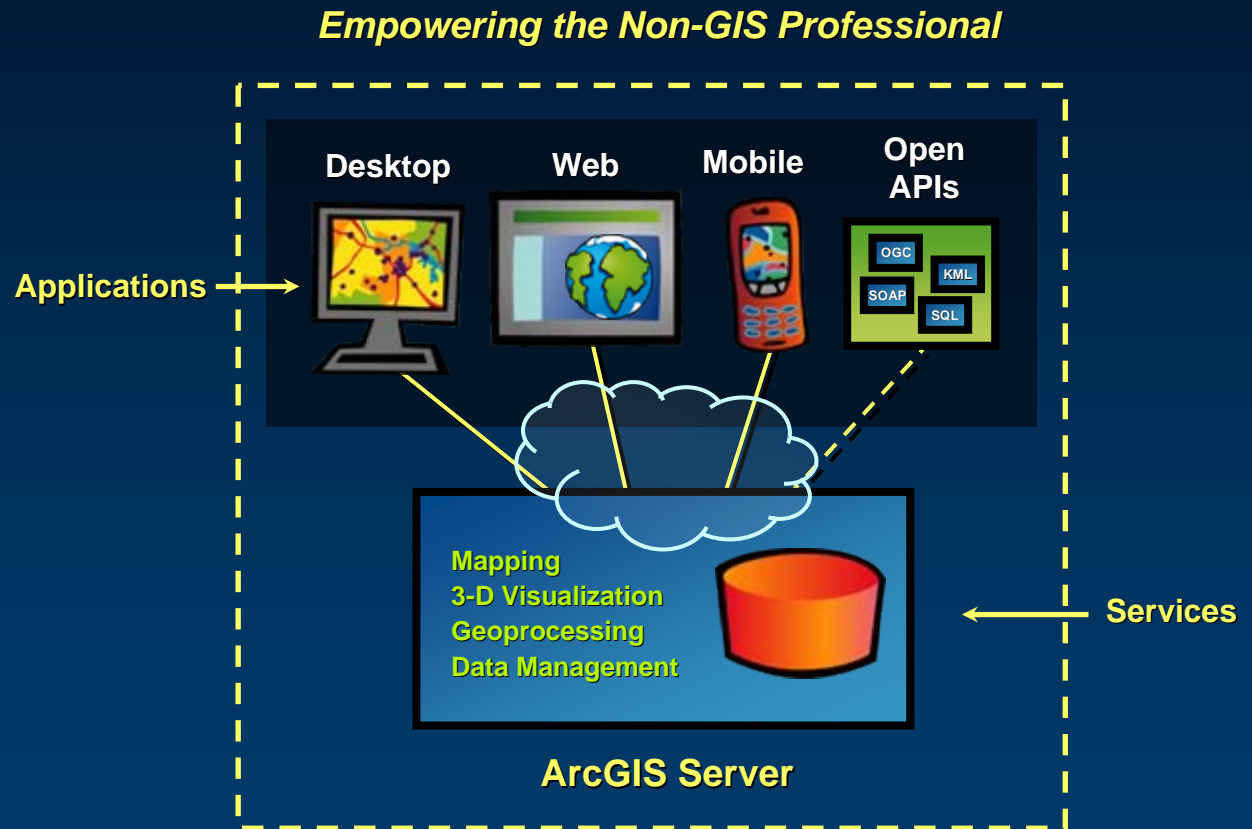 Empowering the Non-GIS Professional
Desktop
Web
Mobile
Open
APIs
OGC
KML
SOAP
SQL
Applications
Mapping
3-D Visualization
Geoprocessing
Data Management
Services
ArcGIS Server